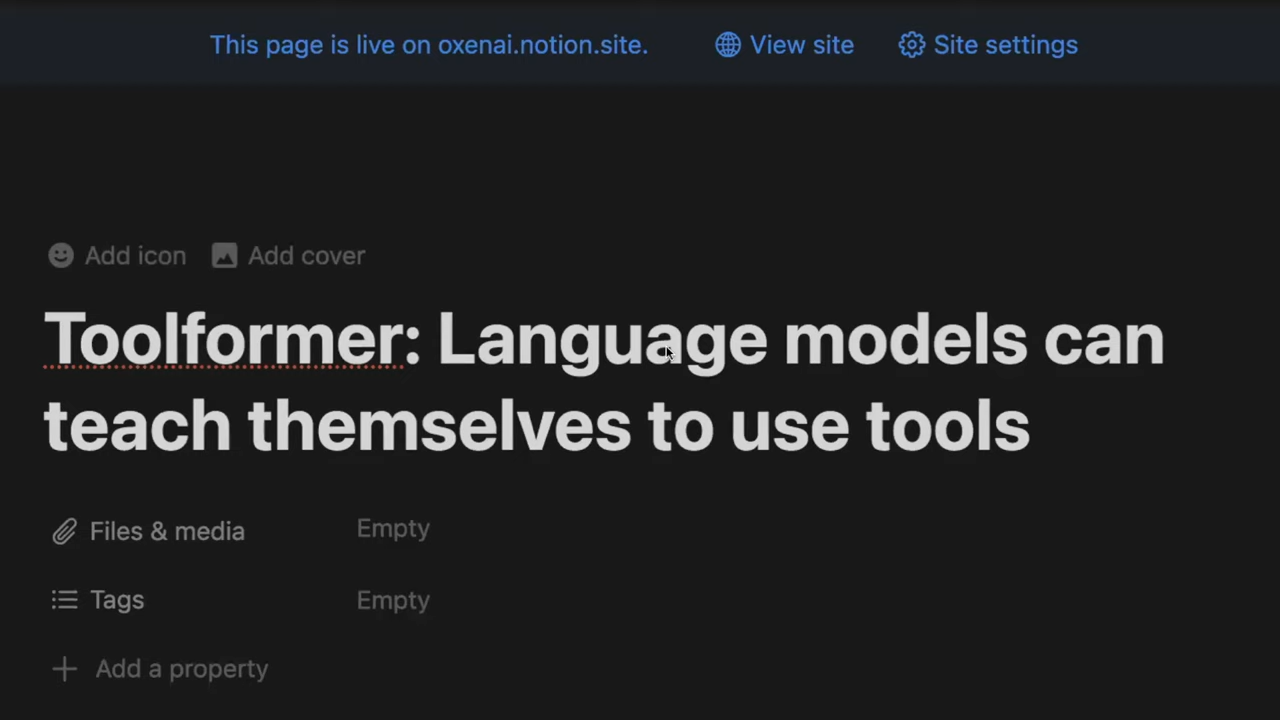 This page is live on oxenai.notion.site. View site Site settings
Add icon Add cover
Toolformer: Language models can
teach themselves to use tools
Files & media Empty
Tags Empty
Add a property